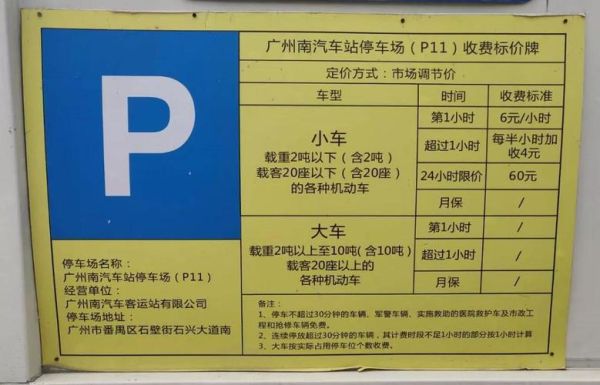 P
广州南汽车站停车场（P11）收费标价牌
定价方式：市场调节价
车型 时间 收费标准
小车
载重2吨以下（含2吨）
载客20座以下（含20座）
的各种机动车
第1小时 6元/小时
超过1小时 每半小时加
收4元
24小时限价 60元
月保 /
大车
载重2吨以上至10吨(含10吨）
载客20座以上的
各种机动车
第1小时 /
超过1小时 /
月保 /
停车场名称：
广州南汽车站停车场（P11）
经营单位：
广州南汽车客运站有限公司
停车场地址：
广州市番禺区石壁街石兴大道南
备注：
1、停车不超过30分钟的车辆、军警车辆、实施救助的医院救护车及市政工
程和抢修车辆免费。
2、连续停放超过30分钟的车辆，其计费时段不足1小时的部分按1小时计算
3、大车按实际占用停车位个数收费。